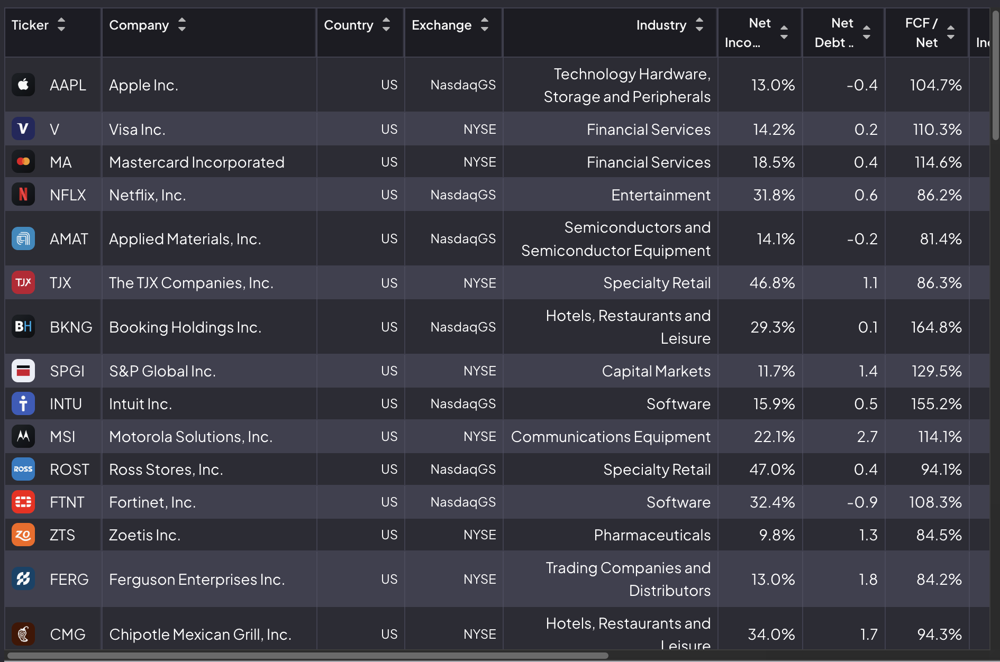 Ticker Company Country Exchange Industry Net Inco... Net Debt .. FCF / Net Inc
AAPL Apple Inc. US NasdaqGS Technology Hardware, Storage and Peripherals 13.0% -0.4 104.7%
V V Visa Inc. US NYSE Financial Services 14.2% 0.2 110.3%
MA Mastercard Incorporated US NYSE Financial Services 18.5% 0.4 114.6%
N NFLX Netflix, Inc. US NasdaqGS Entertainment 31.8% 0.6 86.2%
AMAT Applied Materials, Inc. US NasdaqGS Semiconductors and Semiconductor Equipment 14.1% -0.2 81.4%
TJX TJX The TJX Companies, Inc. US NYSE Specialty Retail 46.8% 1.1 86.3%
BH BKNG Booking Holdings Inc. US NasdaqGS Hotels, Restaurants and Leisure 29.3% 0.1 164.8%
SPGI S&P Global Inc. US NYSE Capital Markets 11.7% 1.4 129.5%
INTU Intuit Inc. US NasdaqGS Software 15.9% 0.5 155.2%
MSI Motorola Solutions, Inc. US NYSE Communications Equipment 22.1% 2.7 114.1%
ROSS ROST Ross Stores, Inc. US NasdaqGS Specialty Retail 47.0% 0.4 94.1%
FTNT Fortinet, Inc. US NasdaqGS Software 32.4% -0.9 108.3%
zo ZTS Zoetis Inc. US NYSE Pharmaceuticals 9.8% 1.3 84.5%
FERG Ferguson Enterprises Inc. US NYSE Trading Companies and Distributors 13.0% 1.8 84.2%
CMG Chipotle Mexican Grill, Inc. US NYSE Hotels, Restaurants and Leisure 34.0% 1.7 94.3%